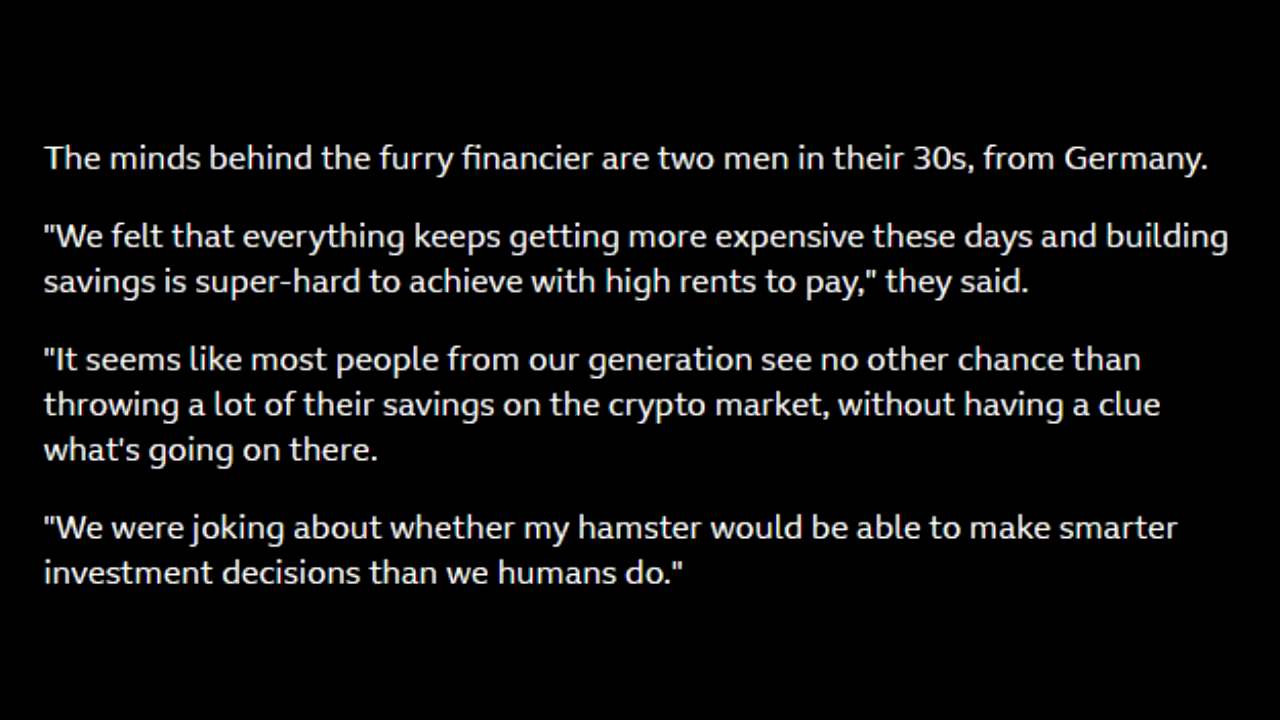 The minds behind the furry financier are two men in their 30s, from Germany.
"We felt that everything keeps getting more expensive these days and building
savings is super-hard to achieve with high rents to pay," they said.
"It seems like most people from our generation see no other chance than
throwing a lot of their savings on the crypto market, without having a clue
what's going on there.
"We were joking about whether my hamster would be able to make smarter
investment decisions than we humans do."